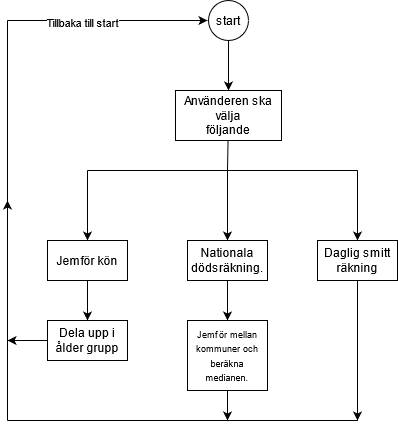 Tillbaka till start
start
Använderen ska
välja
följande
Jemför kön
Nationala
dödsräkning.
Daglig smitt
räkning
Dela upp i
ålder grupp
Jemför mellan
kommuner och
beräkna
medianen.